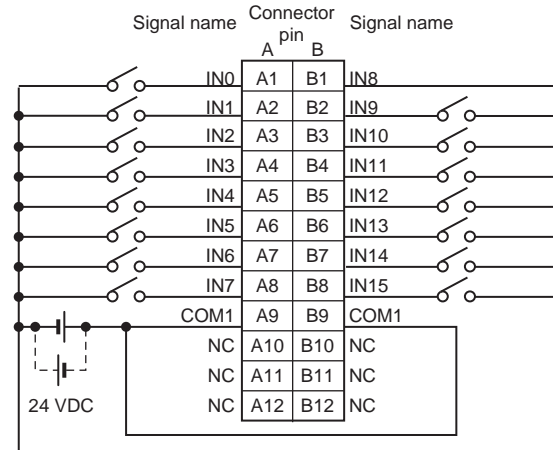 Signal name Connector pin Signal name
A B
IN0 A1 B1 IN8
IN1 A2 B2 IN9
IN2 A3 B3 IN10
IN3 A4 B4 IN11
IN4 A5 B5 IN12
IN5 A6 B6 IN13
IN6 A7 B7 IN14
IN7 A8 B8 IN15
COM1 A9 B9 COM1
NC A10 B10 NC
NC A11 B11 NC
24 VDC NC A12 B12 NC